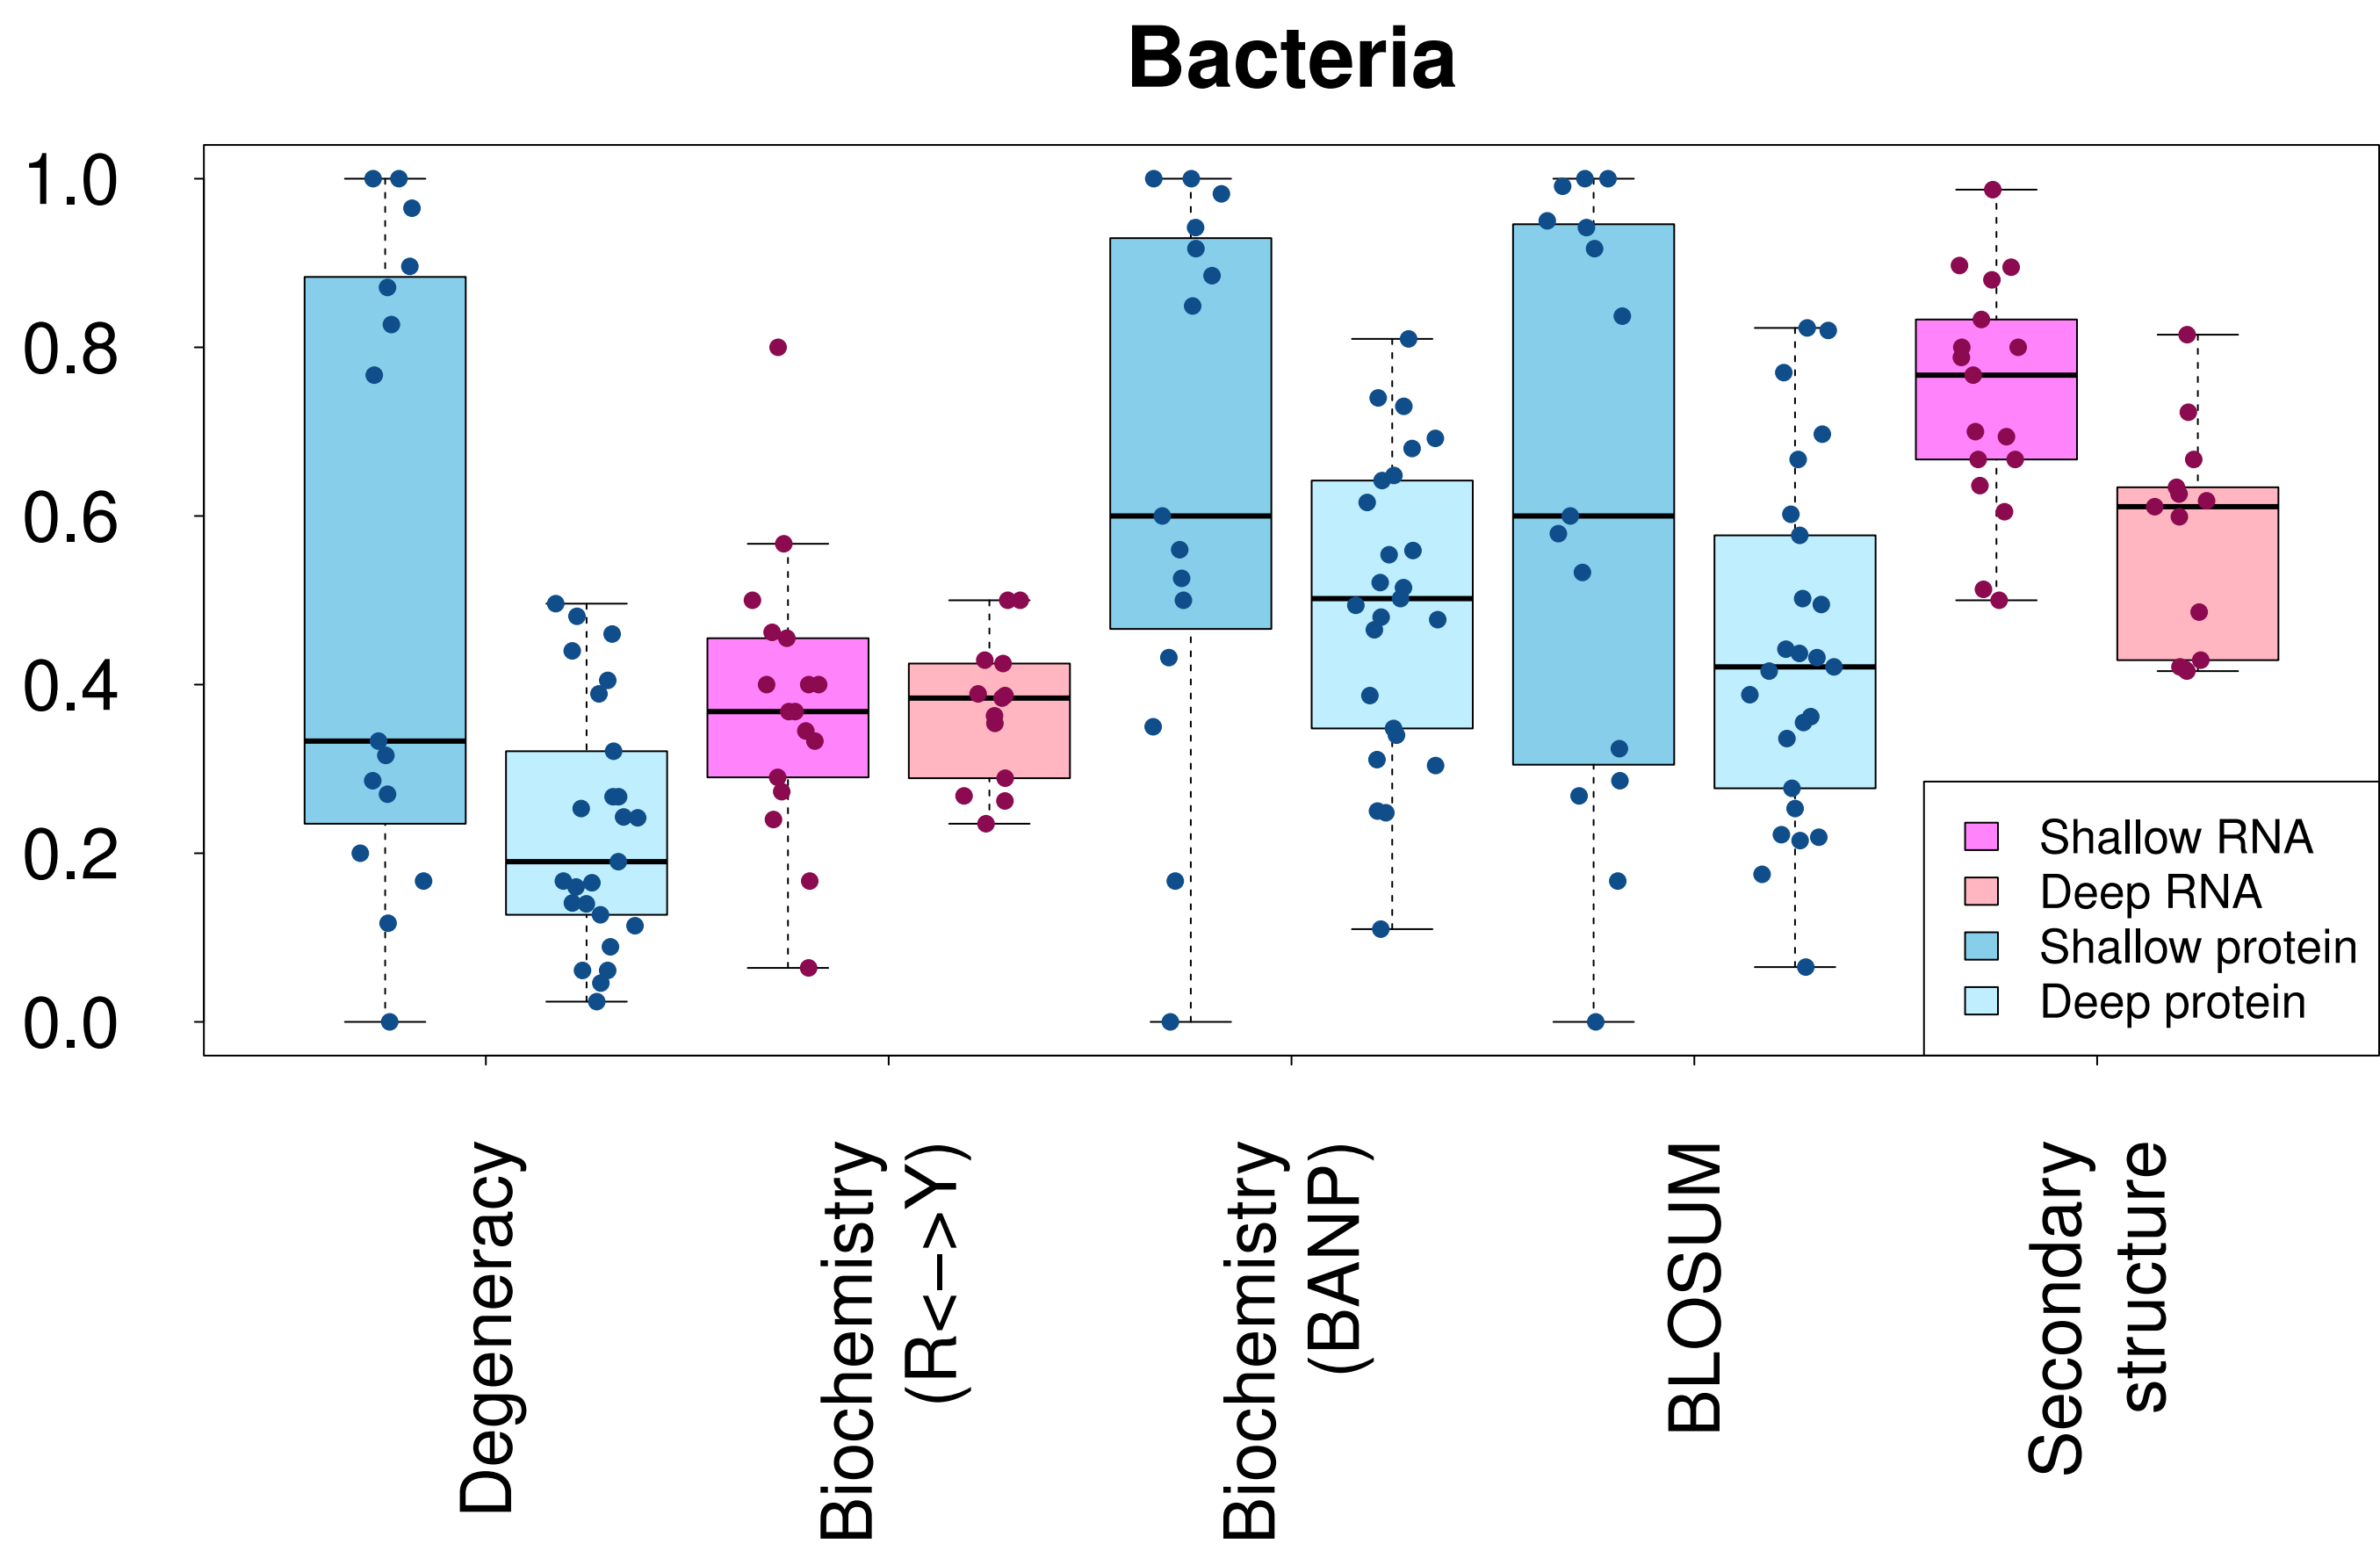 Bacteria
1.0
0.8
0.6
0.4
0.2
0.0
Shallow RNA
Deep RNA
Shallow protein
Deep protein
Degeneracy
Biochemistry
(R<−>Y)
Biochemistry
(BANP)
BLOSUM
Secondary
structure